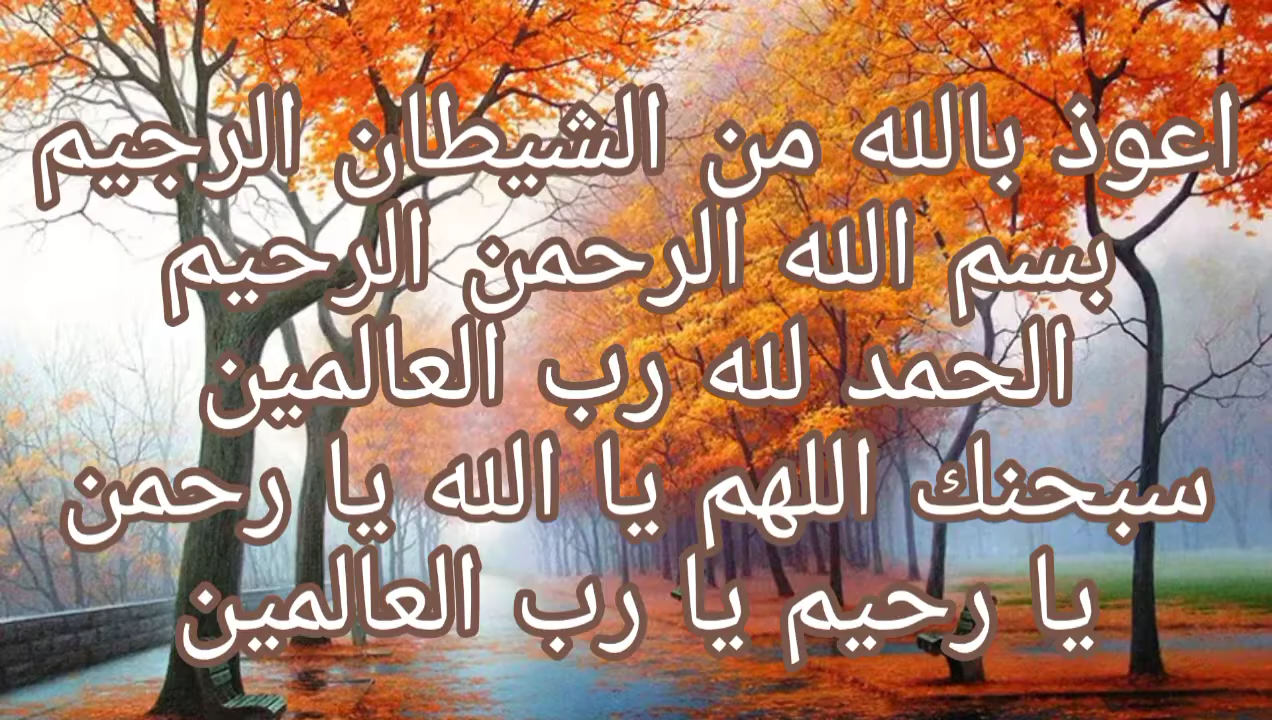 اعوذ بالله من الشيطان الرجيم
بسم الله الرحمن الرحيم
الحمد لله رب العالمين
سبحنك اللهم يا الله يا رحمن
يا رحيم يا رب العالمين